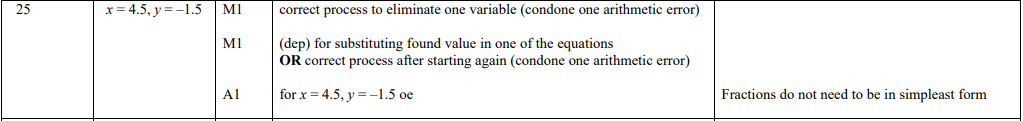 25 x = 4.5, y = –1.5 M1 correct process to eliminate one variable (condone one arithmetic error)
M1 (dep) for substituting found value in one of the equations
OR correct process after starting again (condone one arithmetic error)
A1 for x = 4.5, y = –1.5 oe Fractions do not need to be in simpleast form